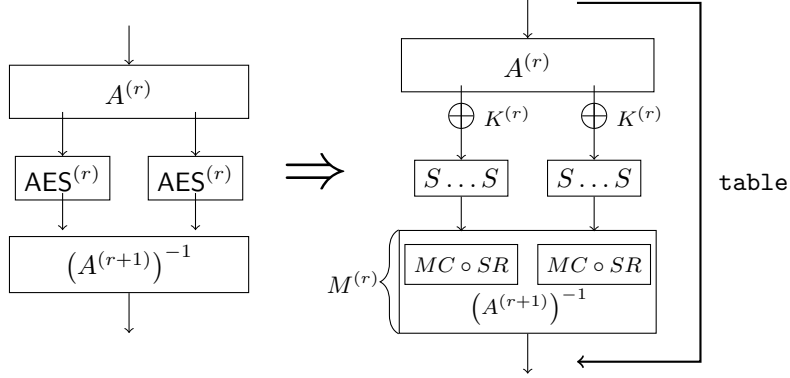 A^{(r)}
AES^{(r)} AES^{(r)}
(A^{(r+1)})^{-1}
⇒
A^{(r)}
⊕ K^{(r)} ⊕ K^{(r)}
S … S S … S
M^{(r)}
MC ∘ SR MC ∘ SR
(A^{(r+1)})^{-1}
table